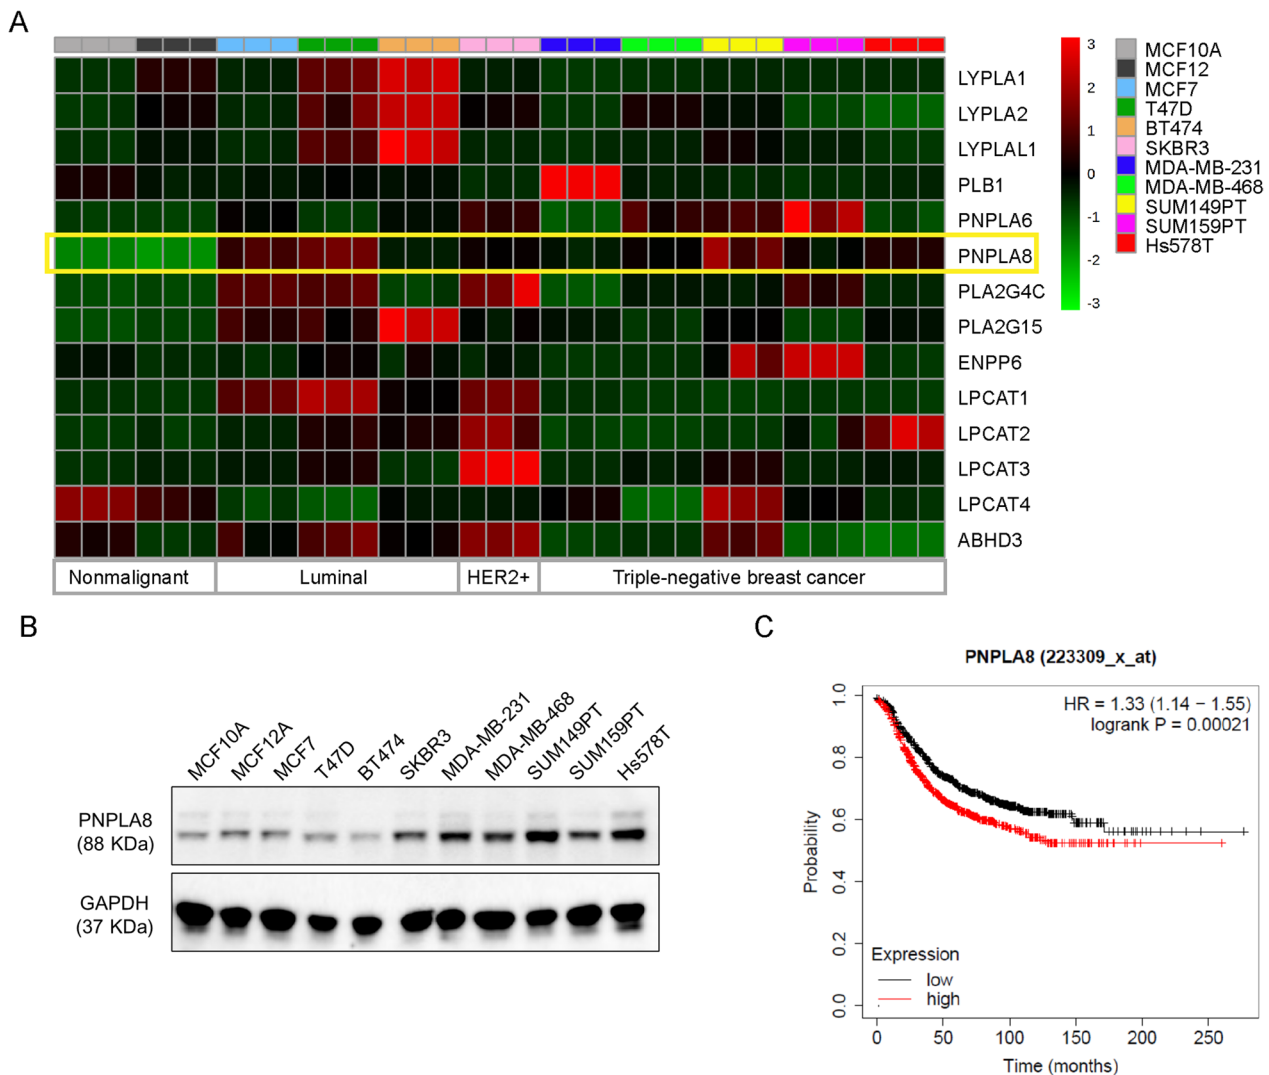 A
3
2
1
0
-1
-2
-3
MCF10A
MCF12
MCF7
T47D
BT474
SKBR3
MDA-MB-231
MDA-MB-468
SUM149PT
SUM159PT
Hs578T
LYPLA1
LYPLA2
LYPLAL1
PLB1
PNPLA6
PNPLA8
PLA2G4C
PLA2G15
ENPP6
LPCAT1
LPCAT2
LPCAT3
LPCAT4
ABHD3
Nonmalignant Luminal HER2+ Triple-negative breast cancer
B
MCF10A
MCF12A
MCF7
T47D
BT474
SKBR3
MDA-MB-231
MDA-MB-468
SUM149PT
SUM159PT
Hs578T
PNPLA8
(88 KDa)
GAPDH
(37 KDa)
C
PNPLA8 (223309_x_at)
HR = 1.33 (1.14 − 1.55)
logrank P = 0.00021
Probability
1.0
0.8
0.6
0.4
0.2
0.0
Expression
low
high
0 50 100 150 200 250
Time (months)